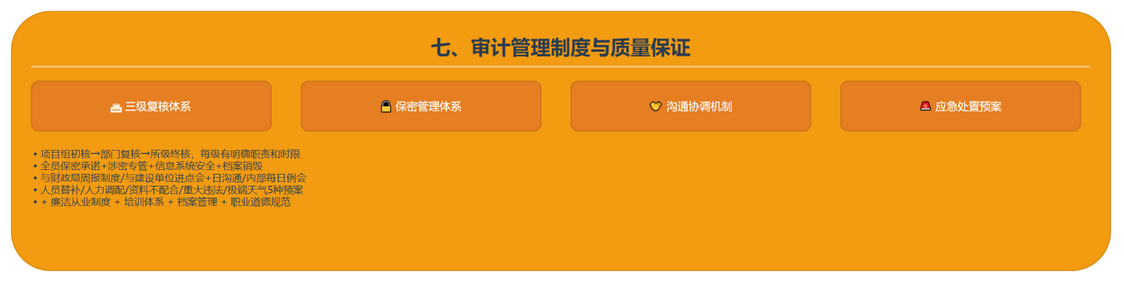 七、审计管理制度与质量保证
三级复核体系
保密管理体系
沟通协调机制
应急处置预案
• 项目组初核→部门复核→所级终核，每级有明确职责和时限
• 全员保密承诺+涉密专管+信息系统安全+档案销毁
• 与财政局周报制度/与建设单位进点会+日沟通/内部每日例会
• 人员替补/人力调配/资料不配合/重大违法/极端天气5种预案
• + 廉洁从业制度 + 培训体系 + 档案管理 + 职业道德规范